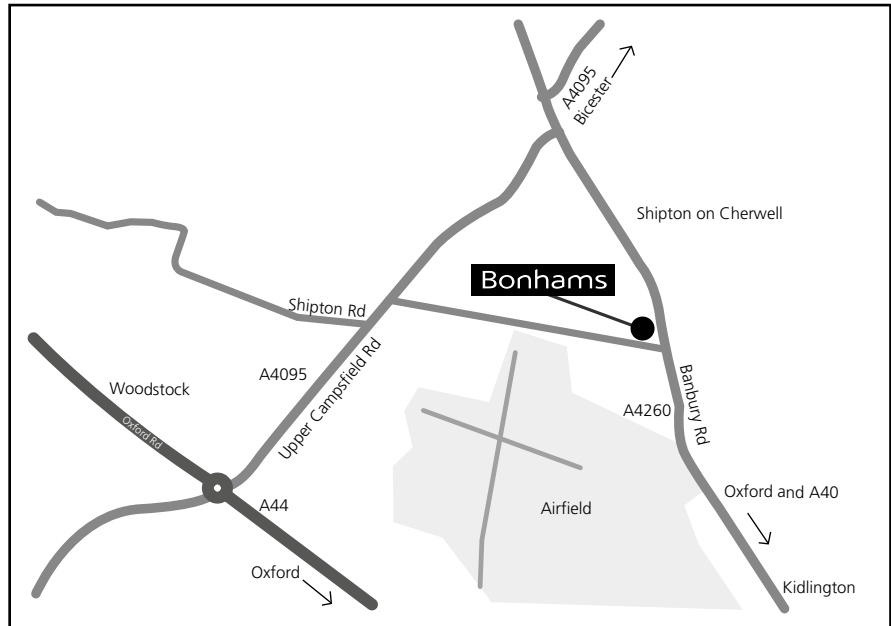 A4095
Bicester
Shipton on Cherwell
Bonhams
Shipton Rd
A4095
Upper Campsfield Rd
Woodstock
Oxford Rd
A4260
Banbury Rd
A44
Airfield
Oxford and A40
Oxford
Kidlington